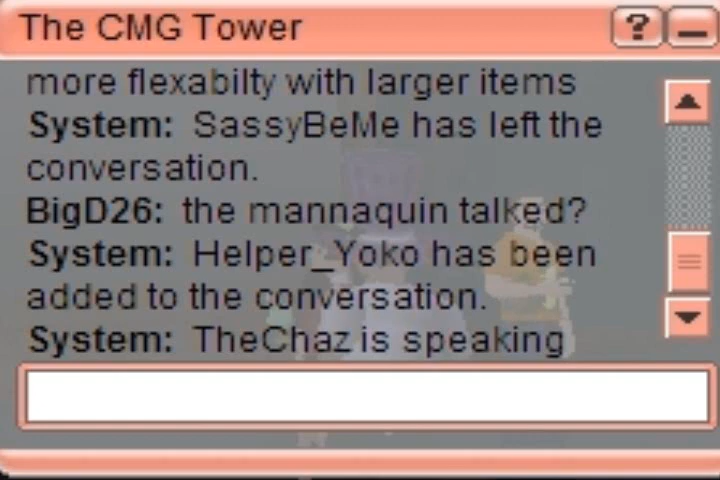 The CMG Tower
?
more flexabilty with larger items
System: SassyBeMe has left the
conversation.
BigD26: the mannaquin talked?
System: Helper_Yoko has been
added to the conversation.
System: TheChaz is speaking